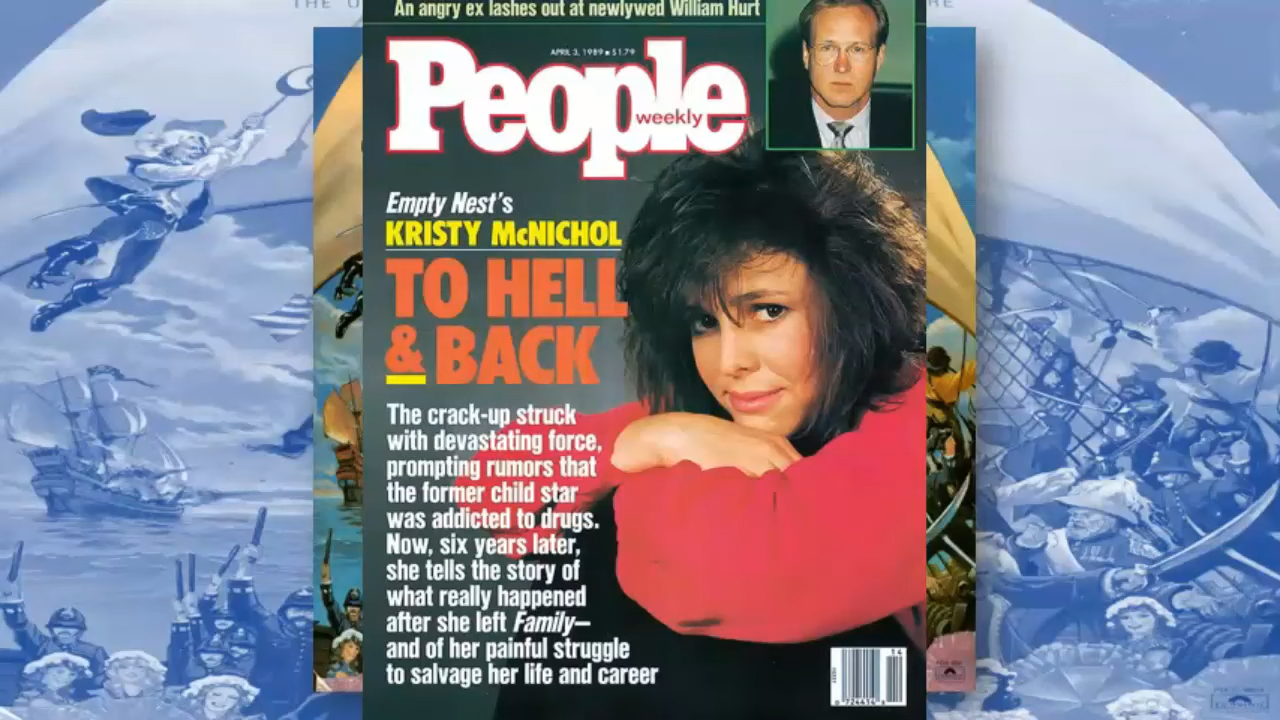 An angry ex lashes out at newlywed William Hurt
APRIL 3, 1989 ■ $1.79
People
weekly
Empty Nest's
KRISTY McNICHOL
TO HELL
& BACK
The crack-up struck
with devastating force,
prompting rumors that
the former child star
was addicted to drugs.
Now, six years later,
she tells the story of
what really happened
after she left Family—
and of her painful struggle
to salvage her life and career
14